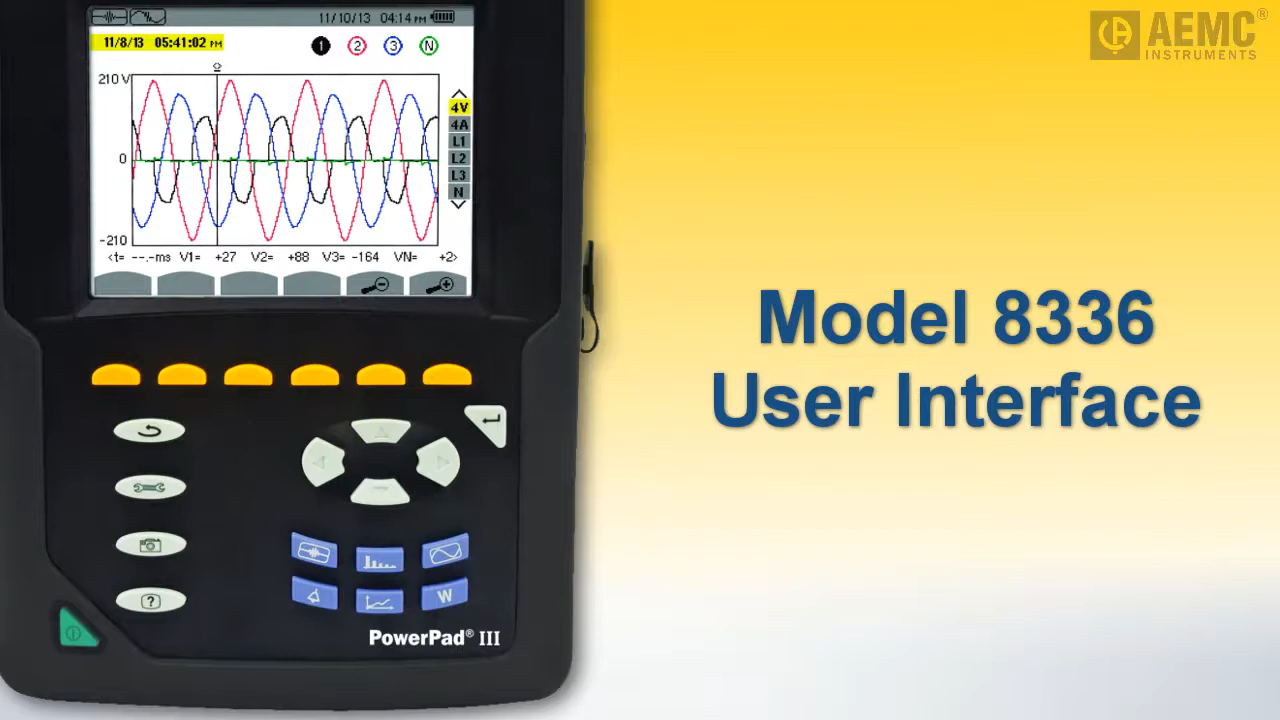 11/10/13 04:14 PM
11/8/13 05:41:02 PM
1 2 3 N
210 V
0
-210
4V
4A
L1
L2
L3
N
<t= --.-ms V1= +27 V2= +88 V3= -164 VN= +2>
?
W
PowerPad® III
AEMC®
INSTRUMENTS
Model 8336
User Interface